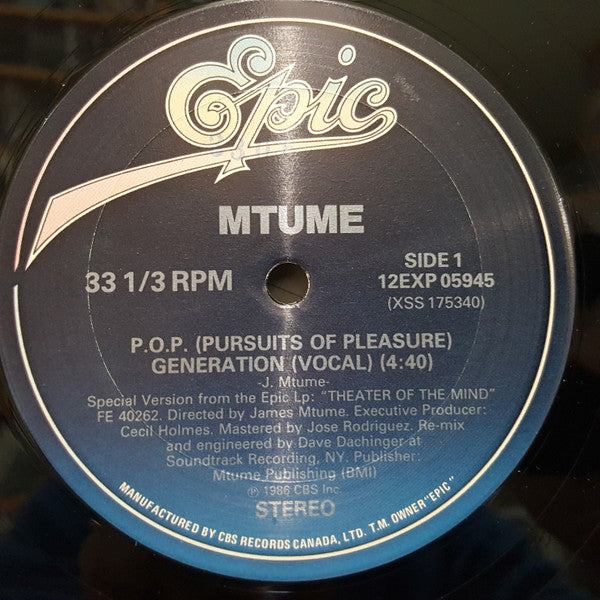 Epic
MTUME
33 1/3 RPM
SIDE 1
12EXP 05945
(XSS 175340)
P.O.P. (PURSUITS OF PLEASURE)
GENERATION (VOCAL) (4:40)
-J. Mtume-
Special Version from the Epic Lp: "THEATER OF THE MIND"
FE 40262. Directed by James Mtume. Executive Producer:
Cecil Holmes. Mastered by Jose Rodriguez. Re-mix
and engineered by Dave Dachinger at
Soundtrack Recording, NY. Publisher:
Mtume Publishing (BMI)
℗ 1986 CBS Inc.
STEREO
MANUFACTURED BY CBS RECORDS CANADA, LTD. T.M. OWNER "EPIC"